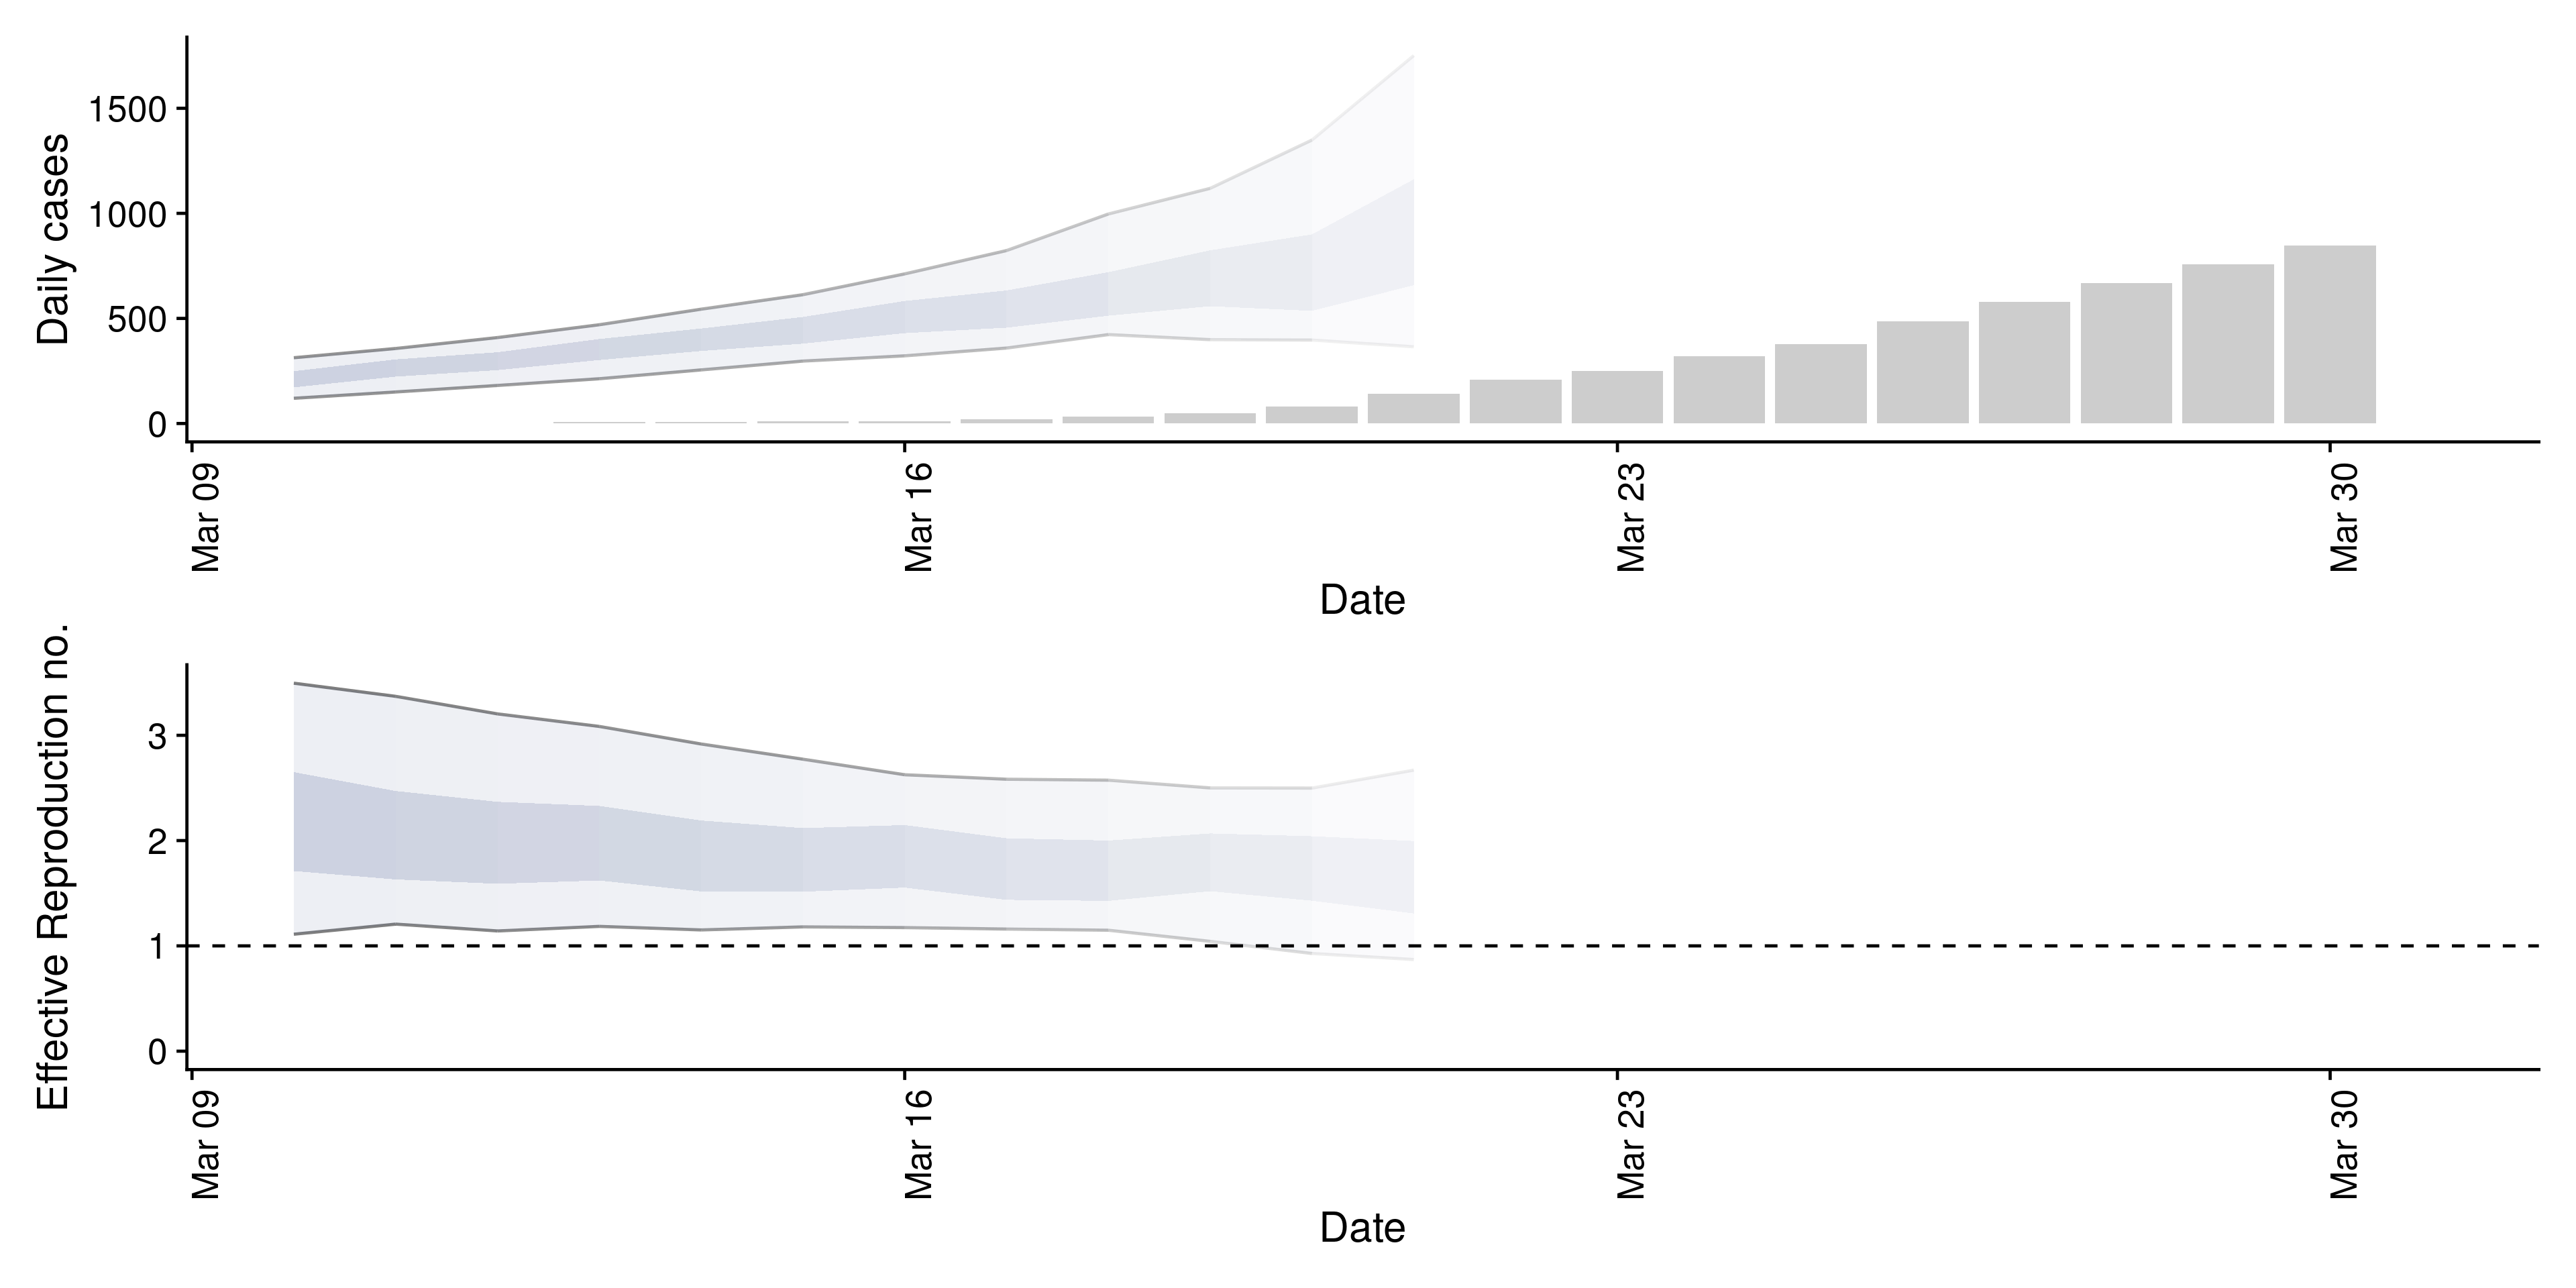 Daily cases
1500
1000
500
0
Mar 09
Mar 16
Mar 23
Mar 30
Date
Effective Reproduction no.
3
2
1
0
Mar 09
Mar 16
Mar 23
Mar 30
Date